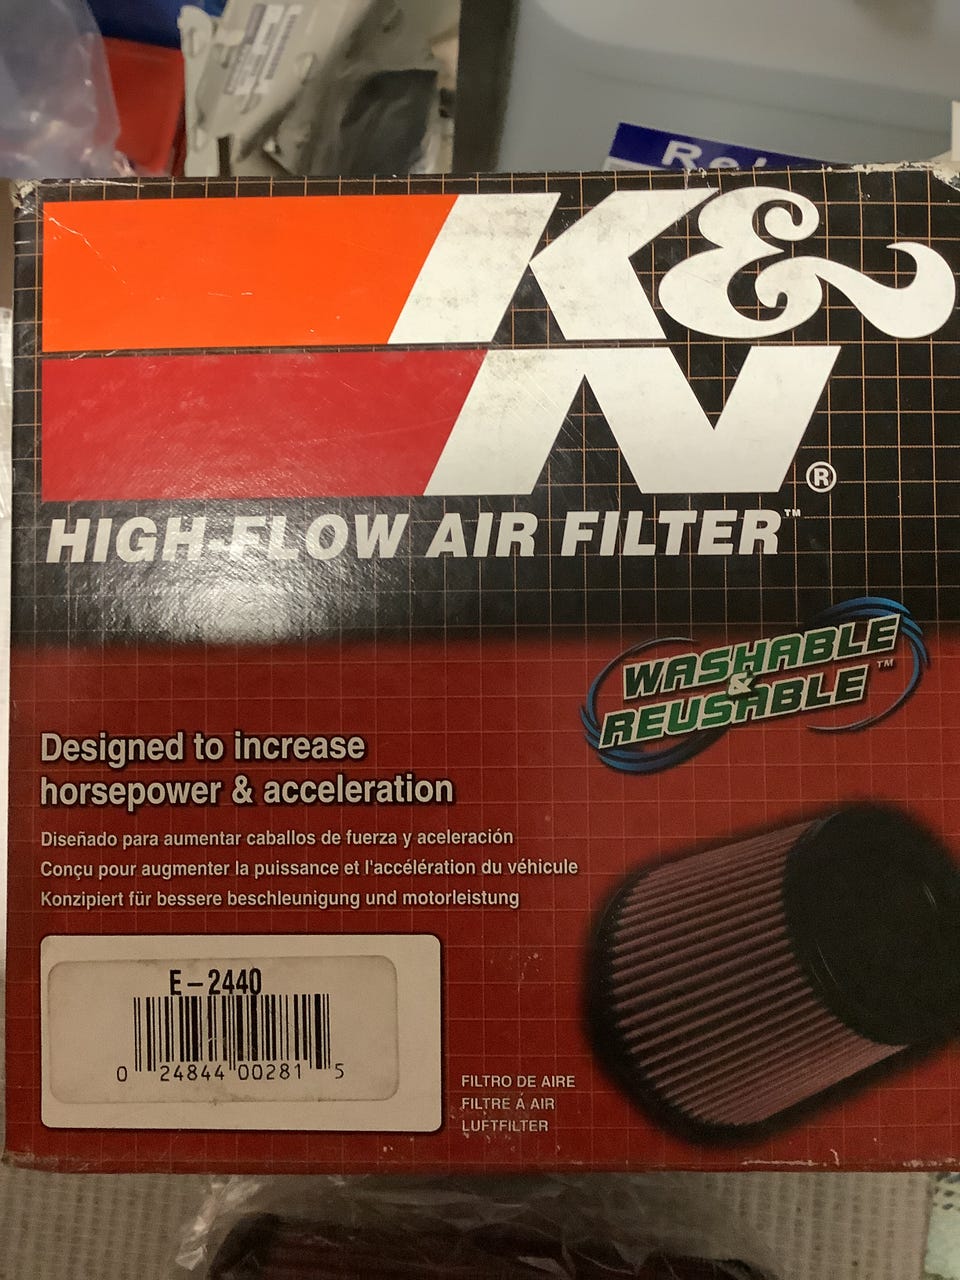 K&
N®
HIGH-FLOW AIR FILTER™
WASHABLE
&
REUSABLE™
Designed to increase
horsepower & acceleration
Diseñado para aumentar caballos de fuerza y aceleración
Conçu pour augmenter la puissance et l'accélération du véhicule
Konzipiert für bessere beschleunigung und motorleistung
E-2440
0 24844 00281 5
FILTRO DE AIRE
FILTRE À AIR
LUFTFILTER